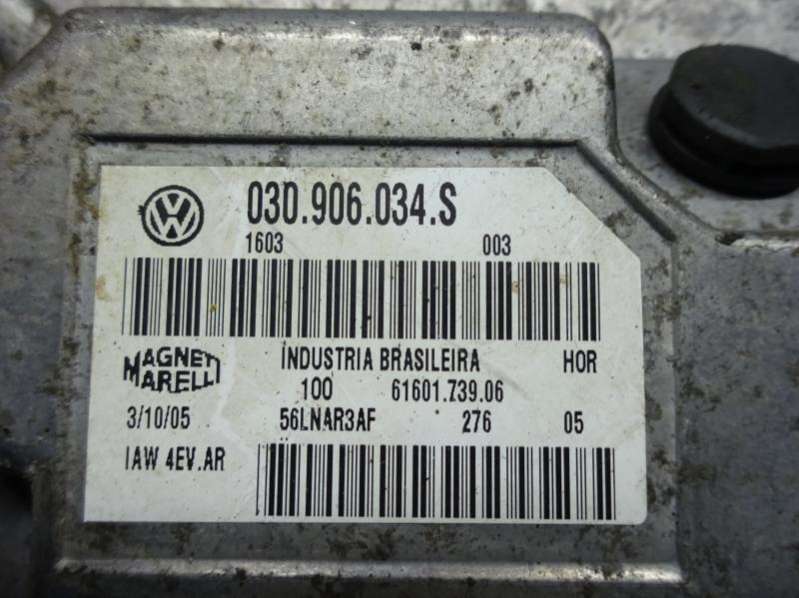 VW 030.906.034.S
1603 003
MAGNETI MARELLI
INDUSTRIA BRASILEIRA HOR
100 61601.739.06
3/10/05 56LNAR3AF 276 05
IAW 4EV.AR